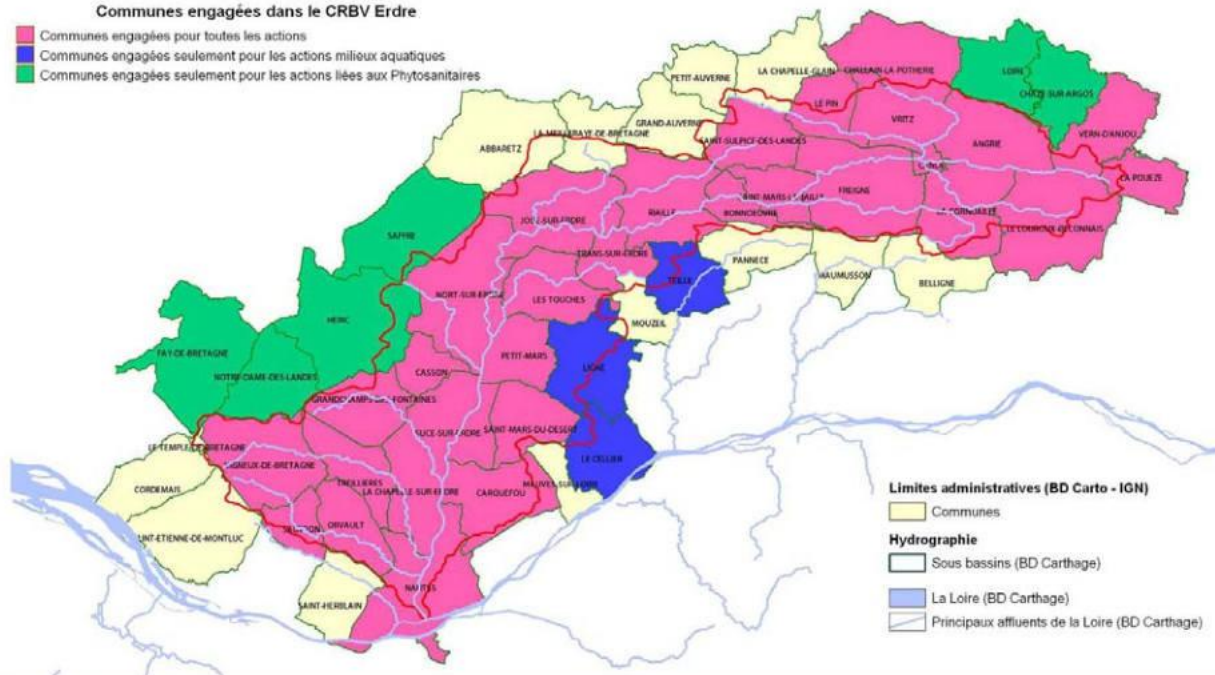 Communes engagées dans le CRBV Erdre
Communes engagées pour toutes les actions
Communes engagées seulement pour les actions milieux aquatiques
Communes engagées seulement pour les actions liées aux Phytosanitaires
PETIT-AUVERNE
LA CHAPELLE-GLAIN
CHALLAIN-LA-POTHERIE
LOIRE
CHAZE-SUR-ARGOS
LE PIN
GRAND-AUVERNE
VRITZ
VERN-D'ANJOU
LA MEILLERAYE-DE-BRETAGNE
ABBARETZ
SAINT-SULPICE-DES-LANDES
ANGRIE
LA POUEZE
FREIGNE
SAINT-MARS-LA-JAILLE
RIAILLE
BONNOEUVRE
LA CORNUAILLE
JOUE-SUR-ERDRE
LE LOUROUX-BECONNAIS
SAFFRE
TRANS-SUR-ERDRE
PANNECE
MAUMUSSON
TEILLE
BELLIGNE
NORT-SUR-ERDRE
LES TOUCHES
HERIC
MOUZEIL
FAY-DE-BRETAGNE
PETIT-MARS
LIGNE
NOTRE-DAME-DES-LANDES
CASSON
GRANDCHAMPS-DES-FONTAINES
SUCE-SUR-ERDRE
SAINT-MARS-DU-DESERT
LE TEMPLE-DE-BRETAGNE
LE CELLIER
VIGNEUX-DE-BRETAGNE
TREILLIERES
MAUVES-SUR-LOIRE
CORDEMAIS
LA CHAPELLE-SUR-ERDRE
CARQUEFOU
ORVAULT
SAUTRON
NANTES
SAINT-HERBLAIN
Limites administratives (BD Carto - IGN)
Communes
Hydrographie
Sous bassins (BD Carthage)
La Loire (BD Carthage)
Principaux affluents de la Loire (BD Carthage)